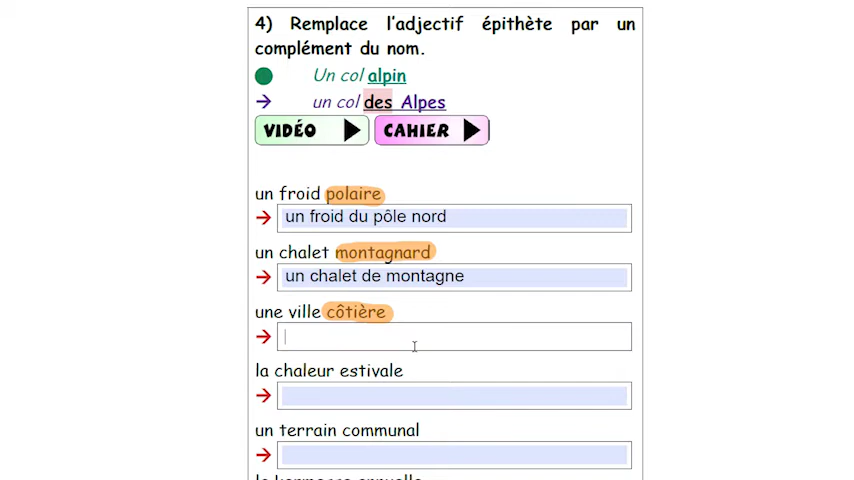 4) Remplace l'adjectif épithète par un
complément du nom.
Un col alpin
→ un col des Alpes
VIDÉO CAHIER
un froid polaire
→ un froid du pôle nord
un chalet montagnard
→ un chalet de montagne
une ville côtière
→
la chaleur estivale
→
un terrain communal
→